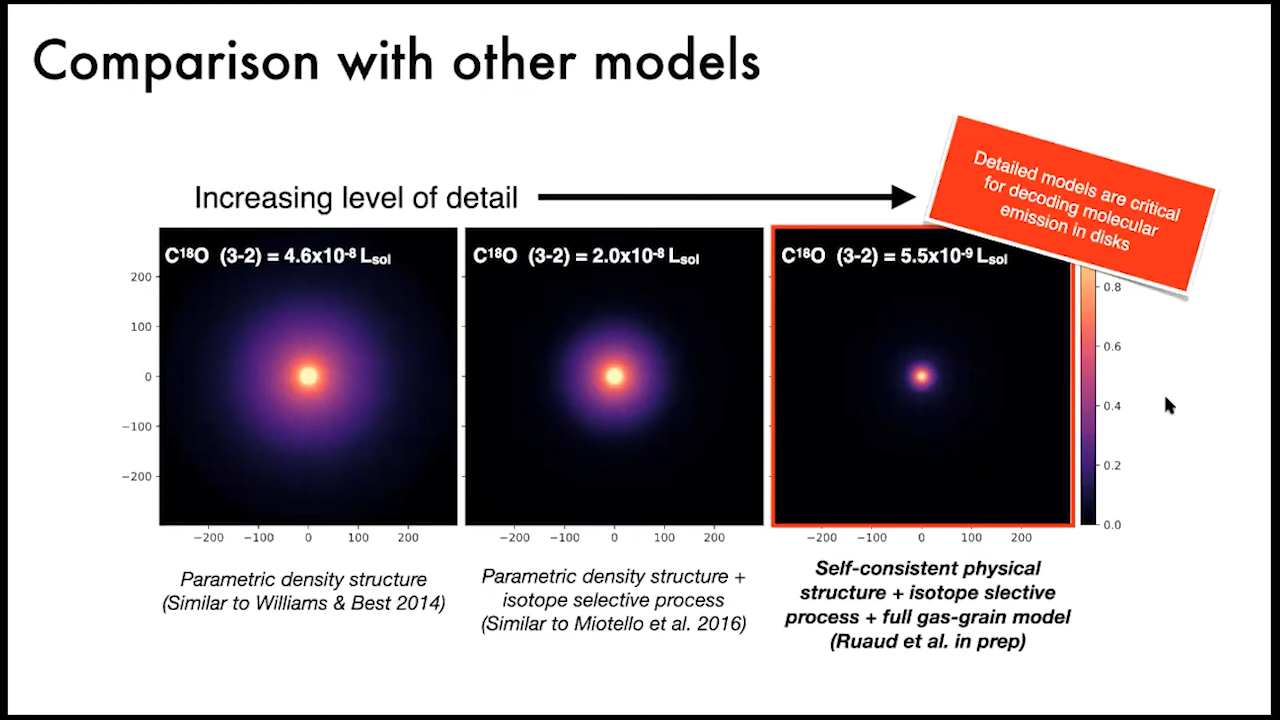 Comparison with other models
Increasing level of detail
Detailed models are critical
for decoding molecular
emission in disks
C¹⁸O (3-2) = 4.6x10⁻⁸ Lsol
C¹⁸O (3-2) = 2.0x10⁻⁸ Lsol
C¹⁸O (3-2) = 5.5x10⁻⁹ Lsol
200
100
0
−100
−200
−200 −100 0 100 200
−200 −100 0 100 200
−200 −100 0 100 200
0.8
0.6
0.4
0.2
0.0
Parametric density structure
(Similar to Williams & Best 2014)
Parametric density structure +
isotope selective process
(Similar to Miotello et al. 2016)
Self-consistent physical
structure + isotope slective
process + full gas-grain model
(Ruaud et al. in prep)